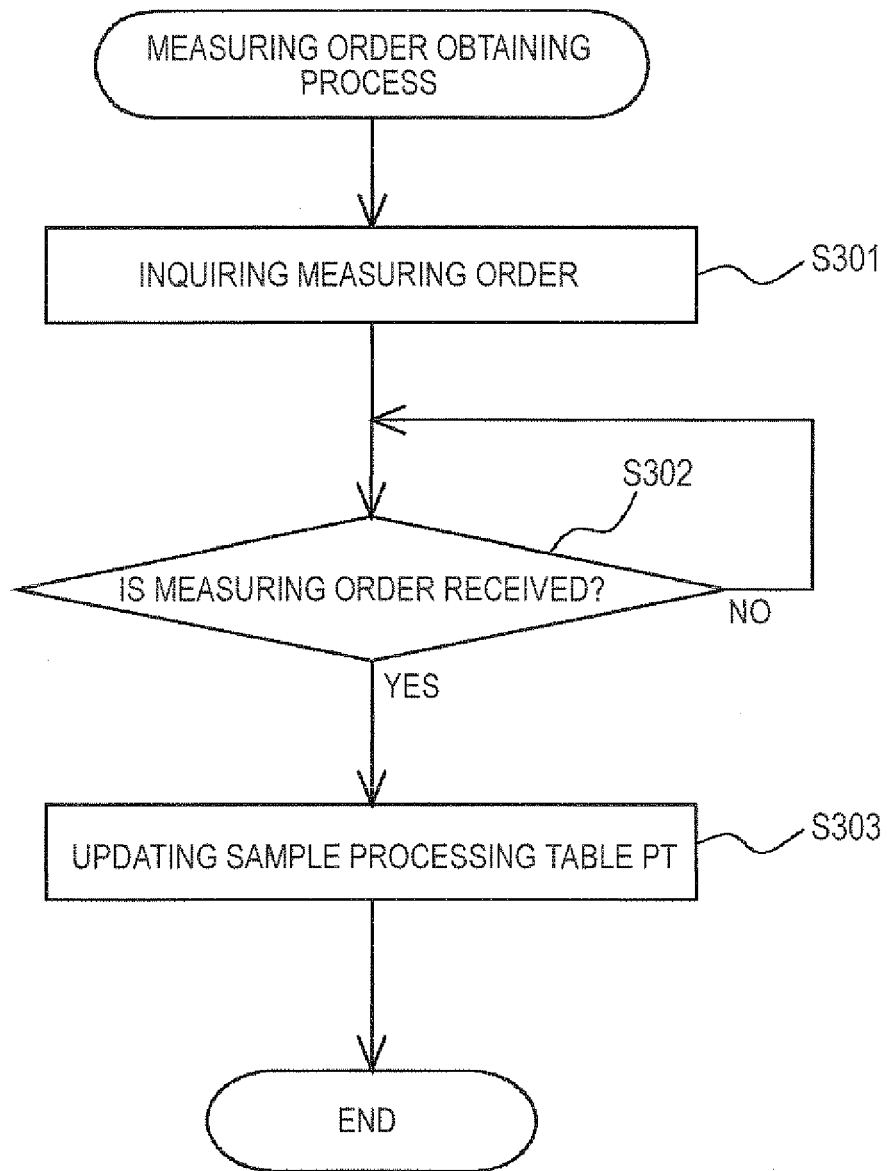 MEASURING ORDER OBTAINING
PROCESS
INQUIRING MEASURING ORDER
S301
S302
IS MEASURING ORDER RECEIVED?
NO
YES
UPDATING SAMPLE PROCESSING TABLE PT
S303
END